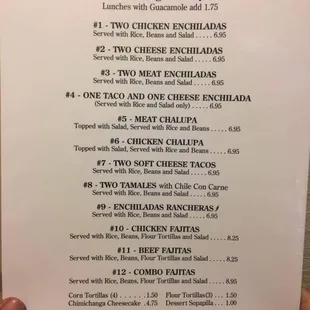 Lunches with Guacamole add 1.75
#1 - TWO CHICKEN ENCHILADAS
Served with Rice, Beans and Salad . . . . . 6.95
#2 - TWO CHEESE ENCHILADAS
Served with Rice, Beans and Salad . . . . 6.95
#3 - TWO MEAT ENCHILADAS
Served with Rice, Beans and Salad . . . . 6.95
#4 - ONE TACO AND ONE CHEESE ENCHILADA
(Served with Rice and Salad only) . . . . 6.95
#5 - MEAT CHALUPA
Topped with Salad, Served with Rice and Beans . . . . 6.95
#6 - CHICKEN CHALUPA
Topped with Salad, Served with Rice and Beans . . . . 6.95
#7 - TWO SOFT CHEESE TACOS
Served with Rice, Beans and Salad . . . . 6.95
#8 - TWO TAMALES with Chile Con Carne
Served with Rice, Beans and Salad . . . . 6.95
#9 - ENCHILADAS RANCHERAS
Served with Rice, Beans and Salad . . . . 6.95
#10 - CHICKEN FAJITAS
Served with Rice, Beans, Flour Tortillas and Salad . . . . 8.25
#11 - BEEF FAJITAS
Served with Rice, Beans, Flour Tortillas and Salad . . . . 8.25
#12 - COMBO FAJITAS
Served with Rice, Beans, Flour Tortillas and Salad . . . . 8.95
Corn Tortillas (4) . . . . . . 1.50 Flour Tortillas (3) . . . 1.50
Chimichanga Cheesecake . 4.75 Dessert Sopapilla . . . . 1.00